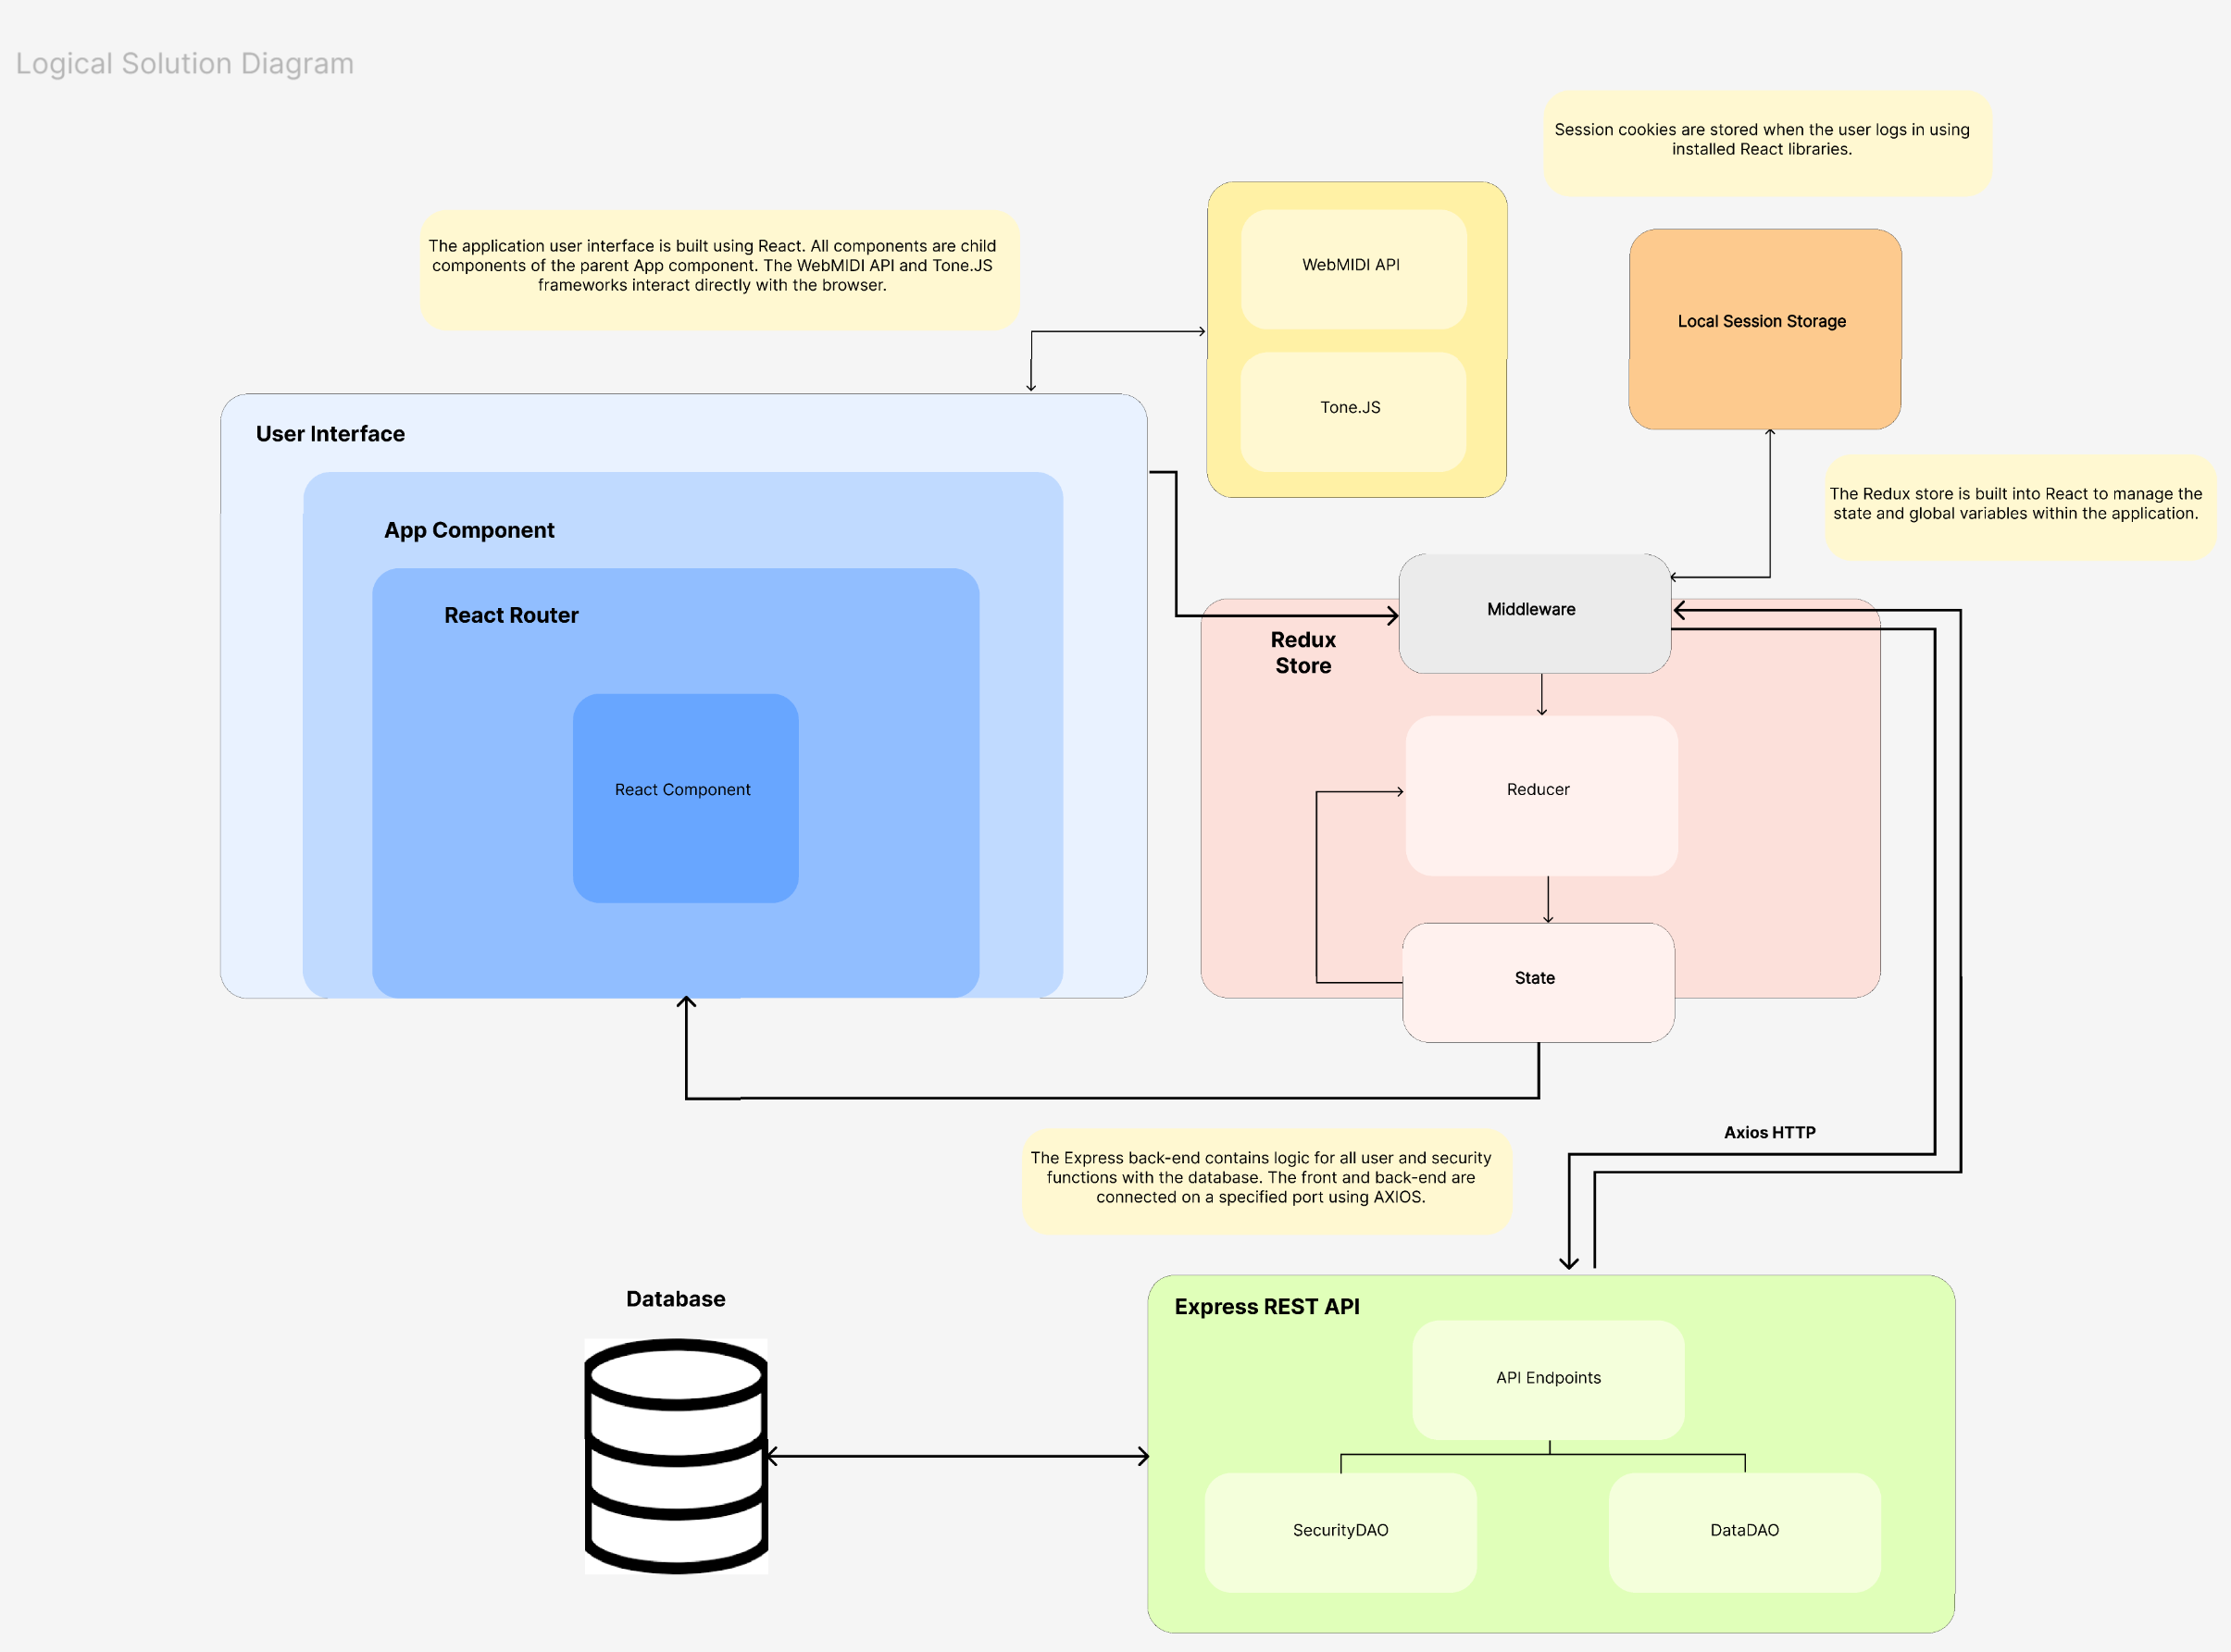 Logical Solution Diagram
Session cookies are stored when the user logs in using
installed React libraries.
The application user interface is built using React. All components are child
components of the parent App component. The WebMIDI API and Tone.JS
frameworks interact directly with the browser.
WebMIDI API
Tone.JS
Local Session Storage
The Redux store is built into React to manage the
state and global variables within the application.
User Interface
App Component
React Router
React Component
Middleware
Redux
Store
Reducer
State
Axios HTTP
The Express back-end contains logic for all user and security
functions with the database. The front and back-end are
connected on a specified port using AXIOS.
Database
Express REST API
API Endpoints
SecurityDAO
DataDAO